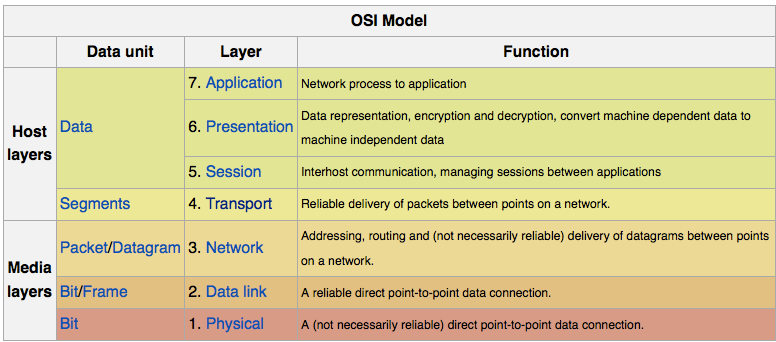 OSI Model
Data unit Layer Function
Host layers
Data
7. Application Network process to application
6. Presentation Data representation, encryption and decryption, convert machine dependent data to
machine independent data
5. Session Interhost communication, managing sessions between applications
Segments 4. Transport Reliable delivery of packets between points on a network.
Media layers
Packet/Datagram 3. Network Addressing, routing and (not necessarily reliable) delivery of datagrams between points
on a network.
Bit/Frame 2. Data link A reliable direct point-to-point data connection.
Bit 1. Physical A (not necessarily reliable) direct point-to-point data connection.